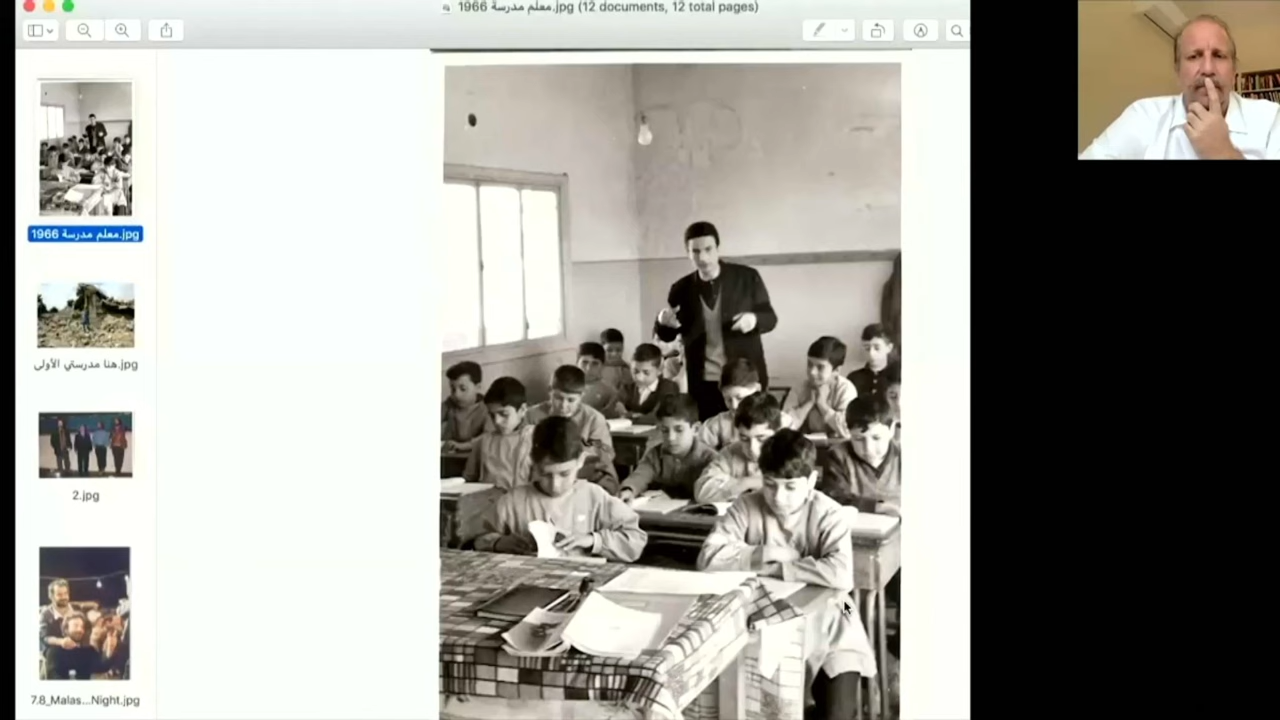 معلم مدرسة 1966.jpg (12 documents, 12 total pages)
معلم مدرسة 1966.jpg
هنا مدرستي الأولى.jpg
2.jpg
7.8_Malas...Night.jpg